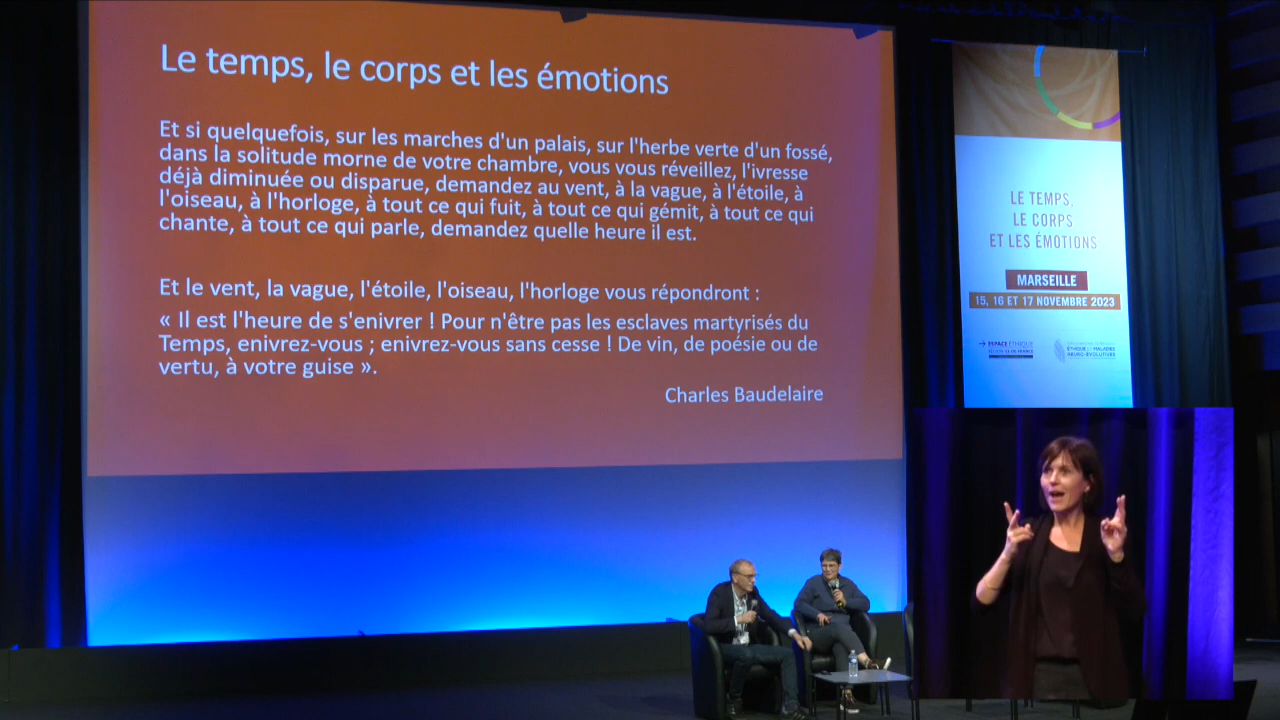 Le temps, le corps et les émotions
Et si quelquefois, sur les marches d'un palais, sur l'herbe verte d'un fossé,
dans la solitude morne de votre chambre, vous vous réveillez, l'ivresse
déjà diminuée ou disparue, demandez au vent, à la vague, à l'étoile, à
l'oiseau, à l'horloge, à tout ce qui fuit, à tout ce qui gémit, à tout ce qui
chante, à tout ce qui parle, demandez quelle heure il est.
Et le vent, la vague, l'étoile, l'oiseau, l'horloge vous répondront :
« Il est l'heure de s'enivrer ! Pour n'être pas les esclaves martyrisés du
Temps, enivrez-vous ; enivrez-vous sans cesse ! De vin, de poésie ou de
vertu, à votre guise ».
Charles Baudelaire
LE TEMPS,
LE CORPS
ET LES ÉMOTIONS
MARSEILLE
15, 16 ET 17 NOVEMBRE 2023
ESPACE ETHIQUE